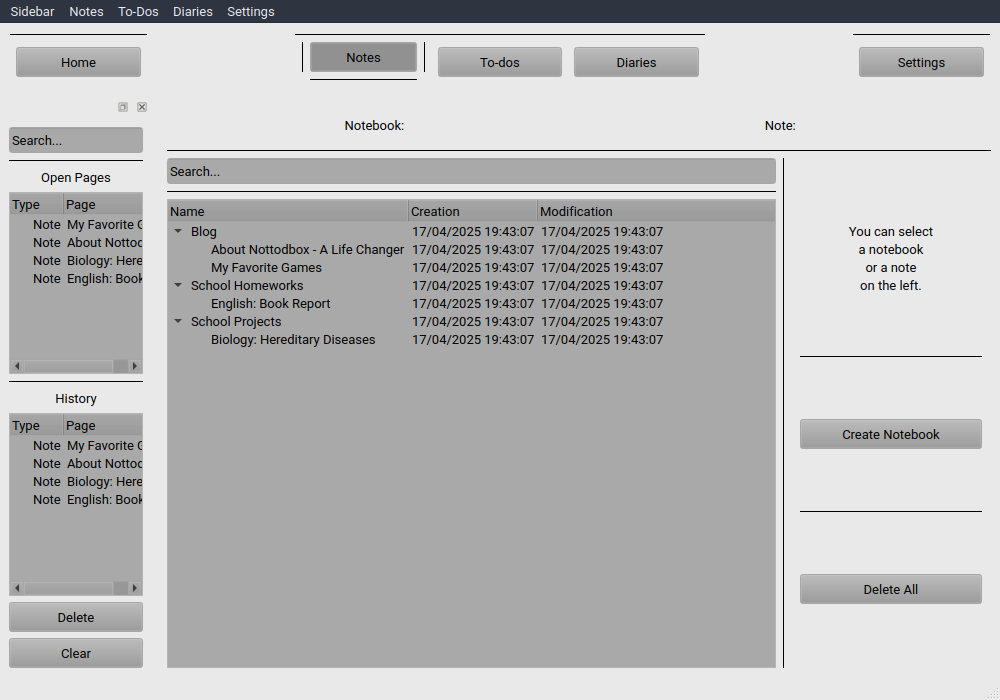 Sidebar Notes To-Dos Diaries Settings
Home Notes To-dos Diaries Settings
Notebook: Note:
Search...
Open Pages
Type Page
Note My Favorite G
Note About Nottod
Note Biology: Here
Note English: Book
History
Type Page
Note My Favorite G
Note About Nottod
Note Biology: Here
Note English: Book
Delete
Clear
Search...
Name Creation Modification
Blog 17/04/2025 19:43:07 17/04/2025 19:43:07
About Nottodbox - A Life Changer 17/04/2025 19:43:07 17/04/2025 19:43:07
My Favorite Games 17/04/2025 19:43:07 17/04/2025 19:43:07
School Homeworks 17/04/2025 19:43:07 17/04/2025 19:43:07
English: Book Report 17/04/2025 19:43:07 17/04/2025 19:43:07
School Projects 17/04/2025 19:43:07 17/04/2025 19:43:07
Biology: Hereditary Diseases 17/04/2025 19:43:07 17/04/2025 19:43:07
You can select
a notebook
or a note
on the left.
Create Notebook
Delete All